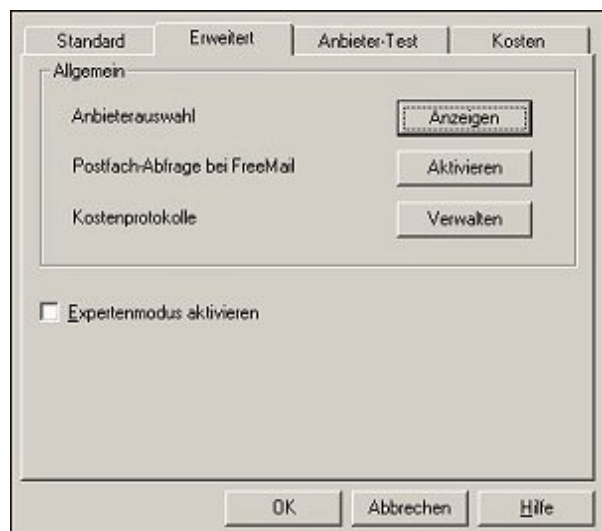 Standard Erweitert Anbieter-Test Kosten
Allgemein
Anbieterauswahl Anzeigen
Postfach-Abfrage bei FreeMail Aktivieren
Kostenprotokolle Verwalten
Expertenmodus aktivieren
OK Abbrechen Hilfe